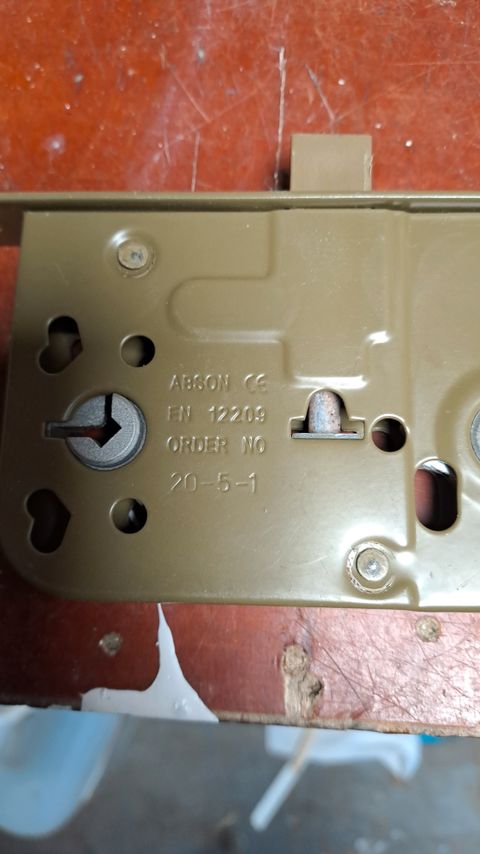 ABSON CE
EN 12209
ORDER NO
20-5-1